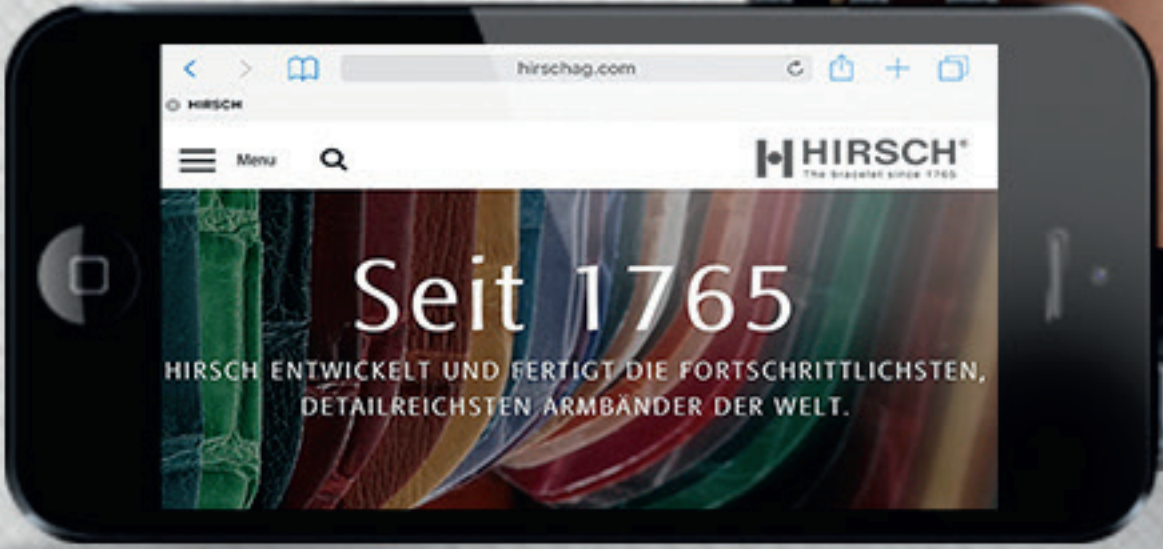 hirschag.com
HIRSCH
Menu
HIRSCH®
The bracelet since 1765
Seit 1765
HIRSCH ENTWICKELT UND FERTIGT DIE FORTSCHRITTLICHSTEN,
DETAILREICHSTEN ARMBÄNDER DER WELT.